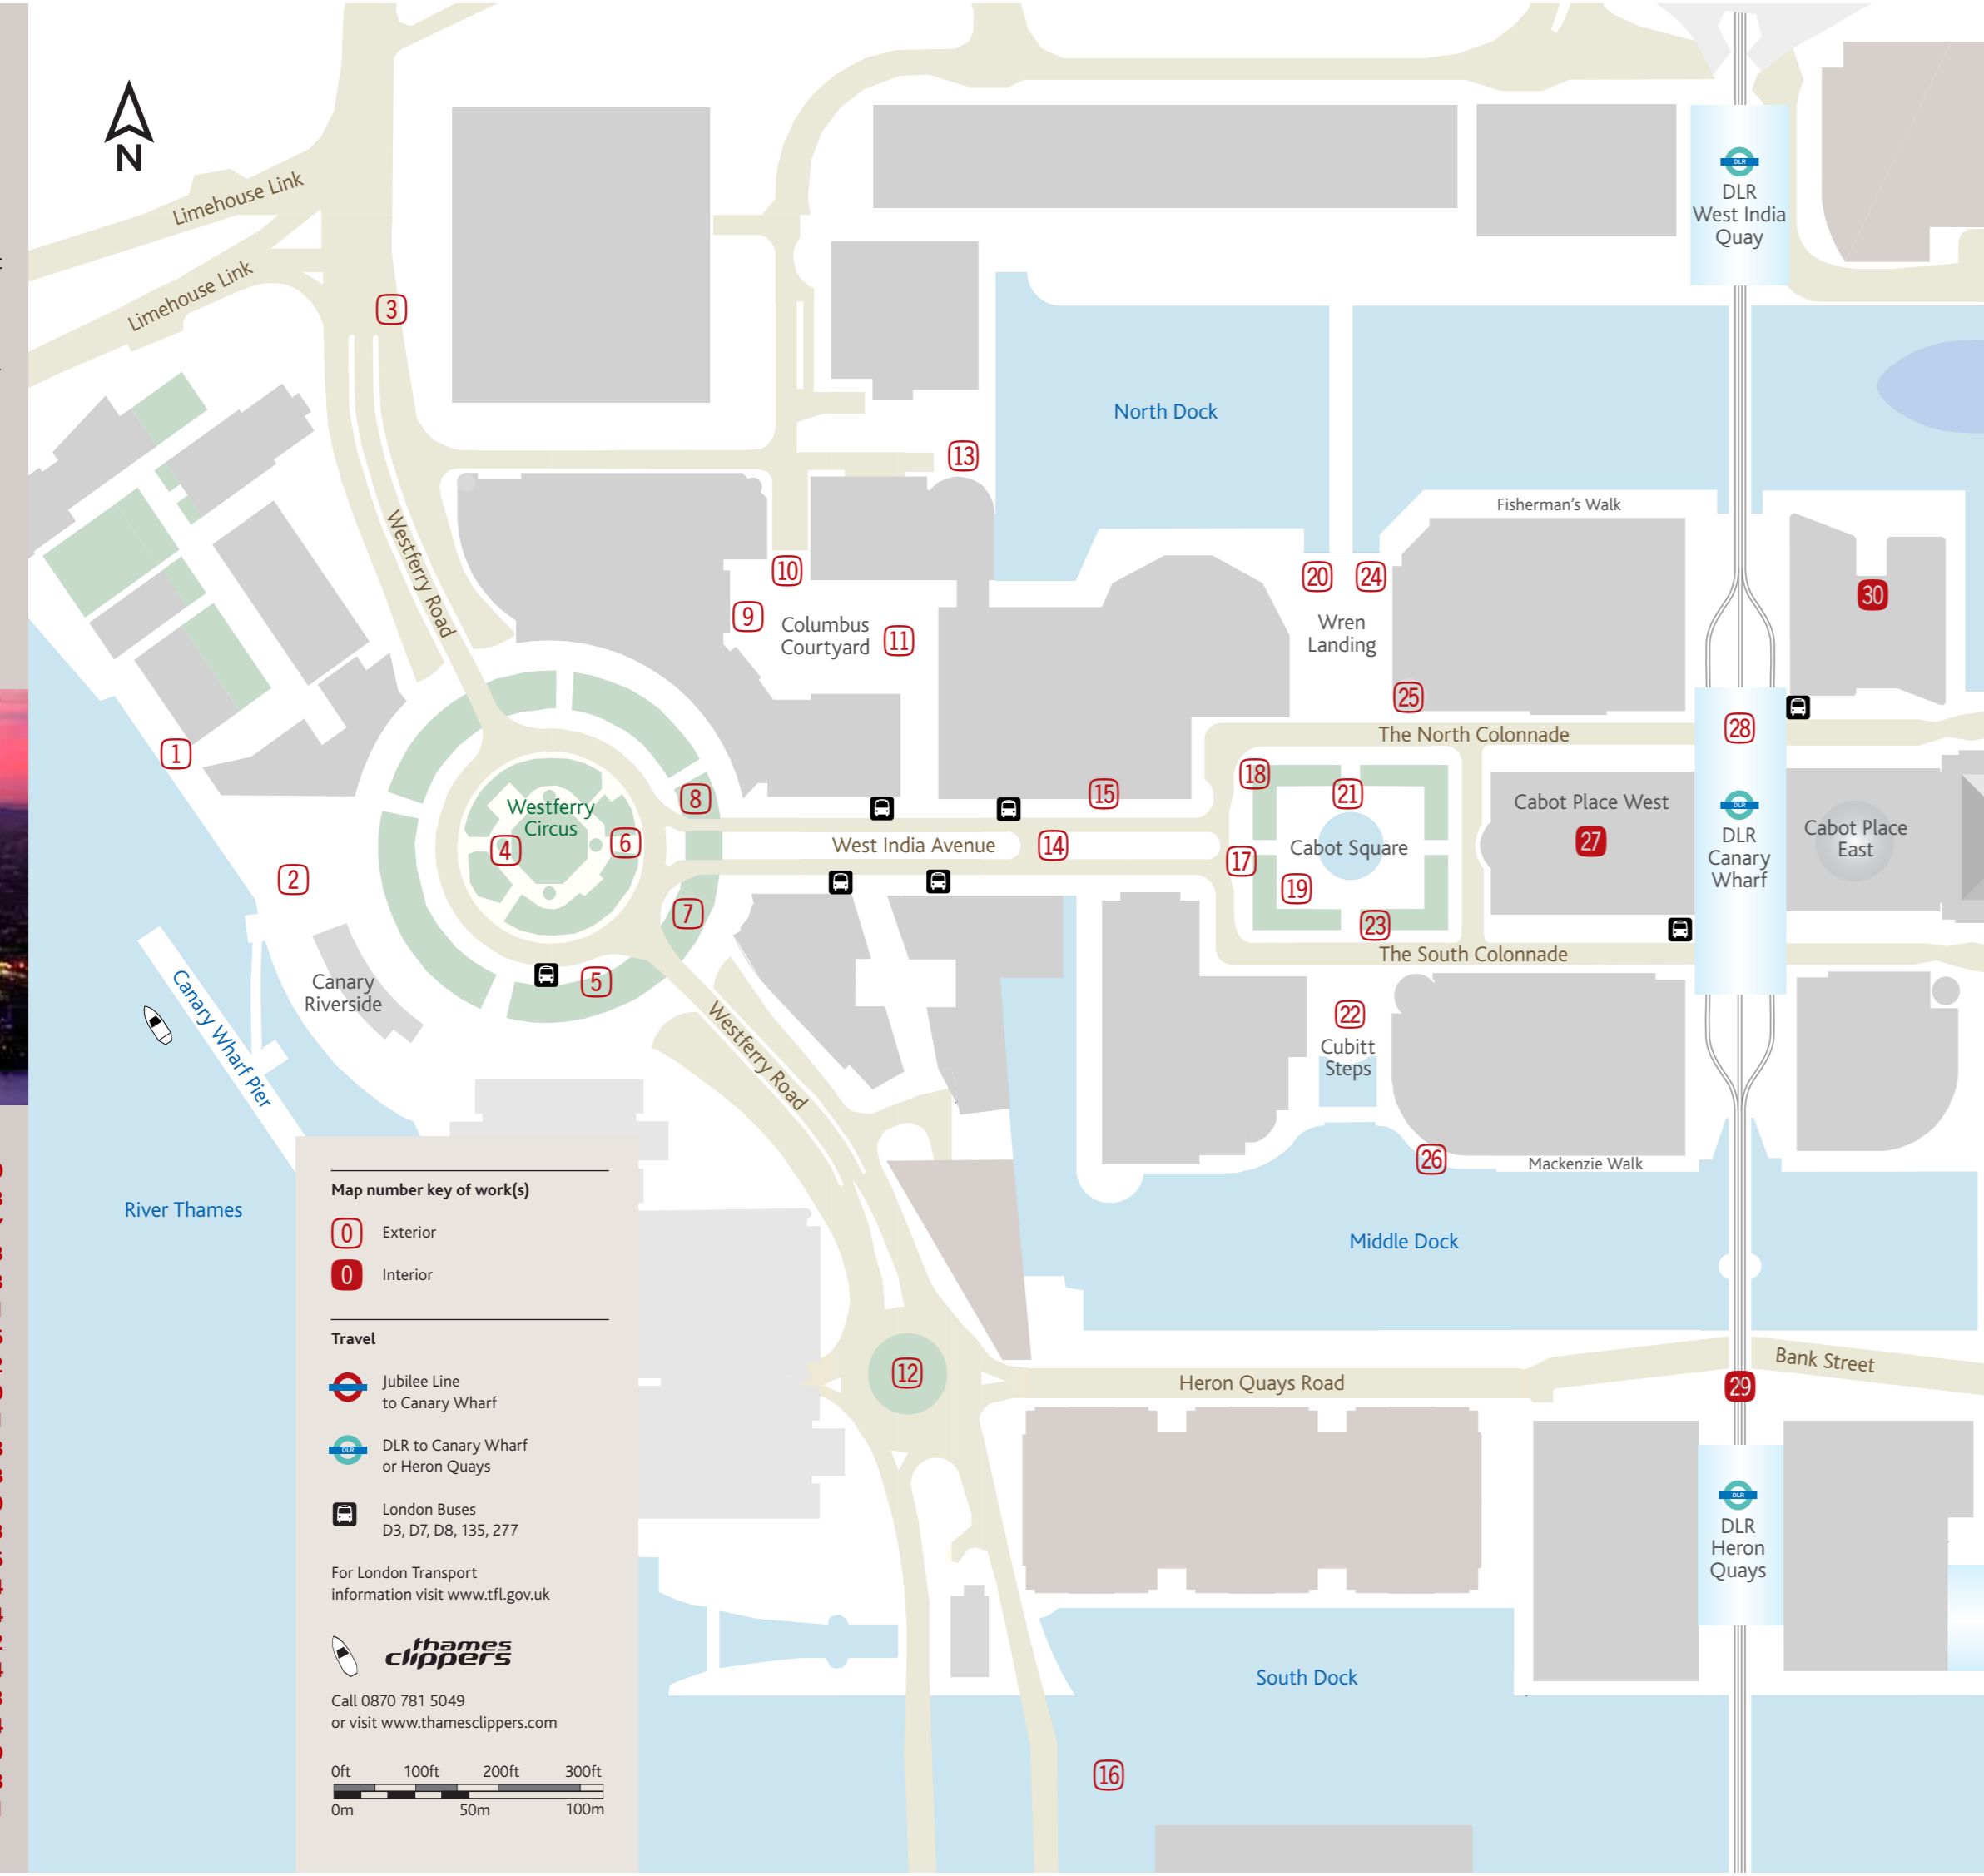 N
Limehouse Link
Limehouse Link
DLR
DLR
West India
Quay
3
North Dock
13
Fisherman's Walk
Westferry Road
10
20
24
30
9
Columbus
Courtyard
11
Wren
Landing
25
28
The North Colonnade
1
18
8
15
21
Westferry
Circus
Cabot Place West
DLR
DLR
Canary
Wharf
Cabot Place
East
4
6
West India Avenue
14
Cabot Square
27
17
2
19
7
23
The South Colonnade
5
Canary
Riverside
Canary Wharf Pier
Westferry Road
22
Cubitt
Steps
26
Mackenzie Walk
River Thames
Middle Dock
Map number key of work(s)
0 Exterior
0 Interior
Travel
Jubilee Line
to Canary Wharf
DLR
DLR to Canary Wharf
or Heron Quays
London Buses
D3, D7, D8, 135, 277
For London Transport
information visit www.tfl.gov.uk
thames
clippers
Call 0870 781 5049
or visit www.thamesclippers.com
0ft 100ft 200ft 300ft
0m 50m 100m
12
Heron Quays Road
Bank Street
29
DLR
DLR
Heron
Quays
South Dock
16